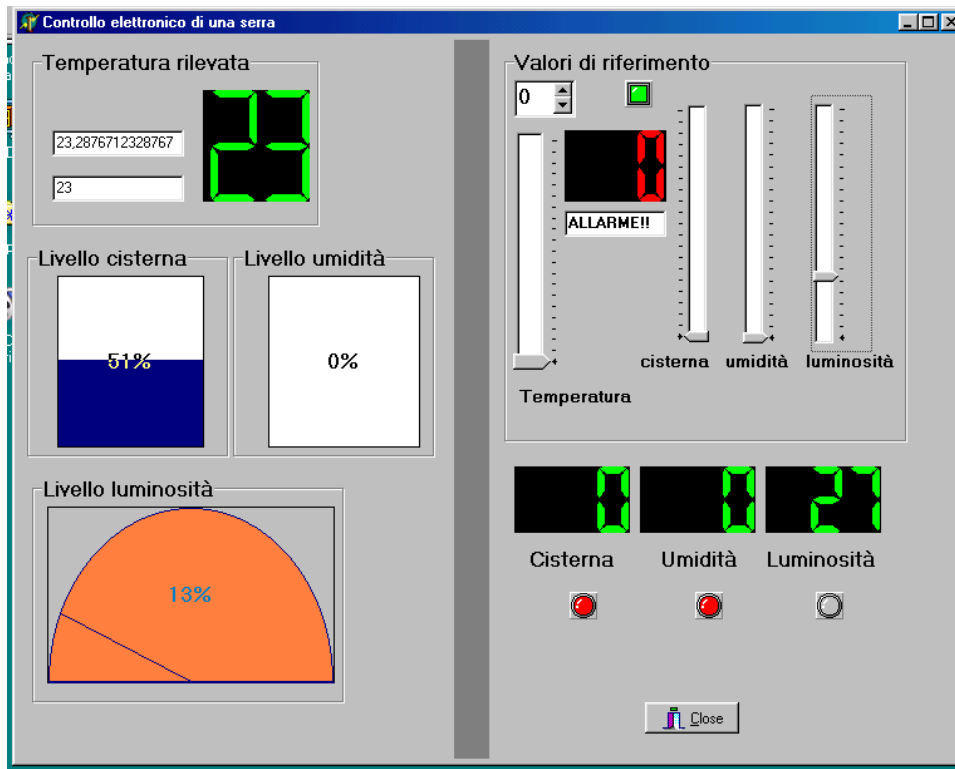 Controllo elettronico di una serra
Temperatura rilevata
23,2876712328767
23
23
Livello cisterna
51%
Livello umidità
0%
Livello luminosità
13%
Valori di riferimento
0
0
ALLARME!!
cisterna
umidità
luminosità
Temperatura
0
0
27
Cisterna
Umidità
Luminosità
Close